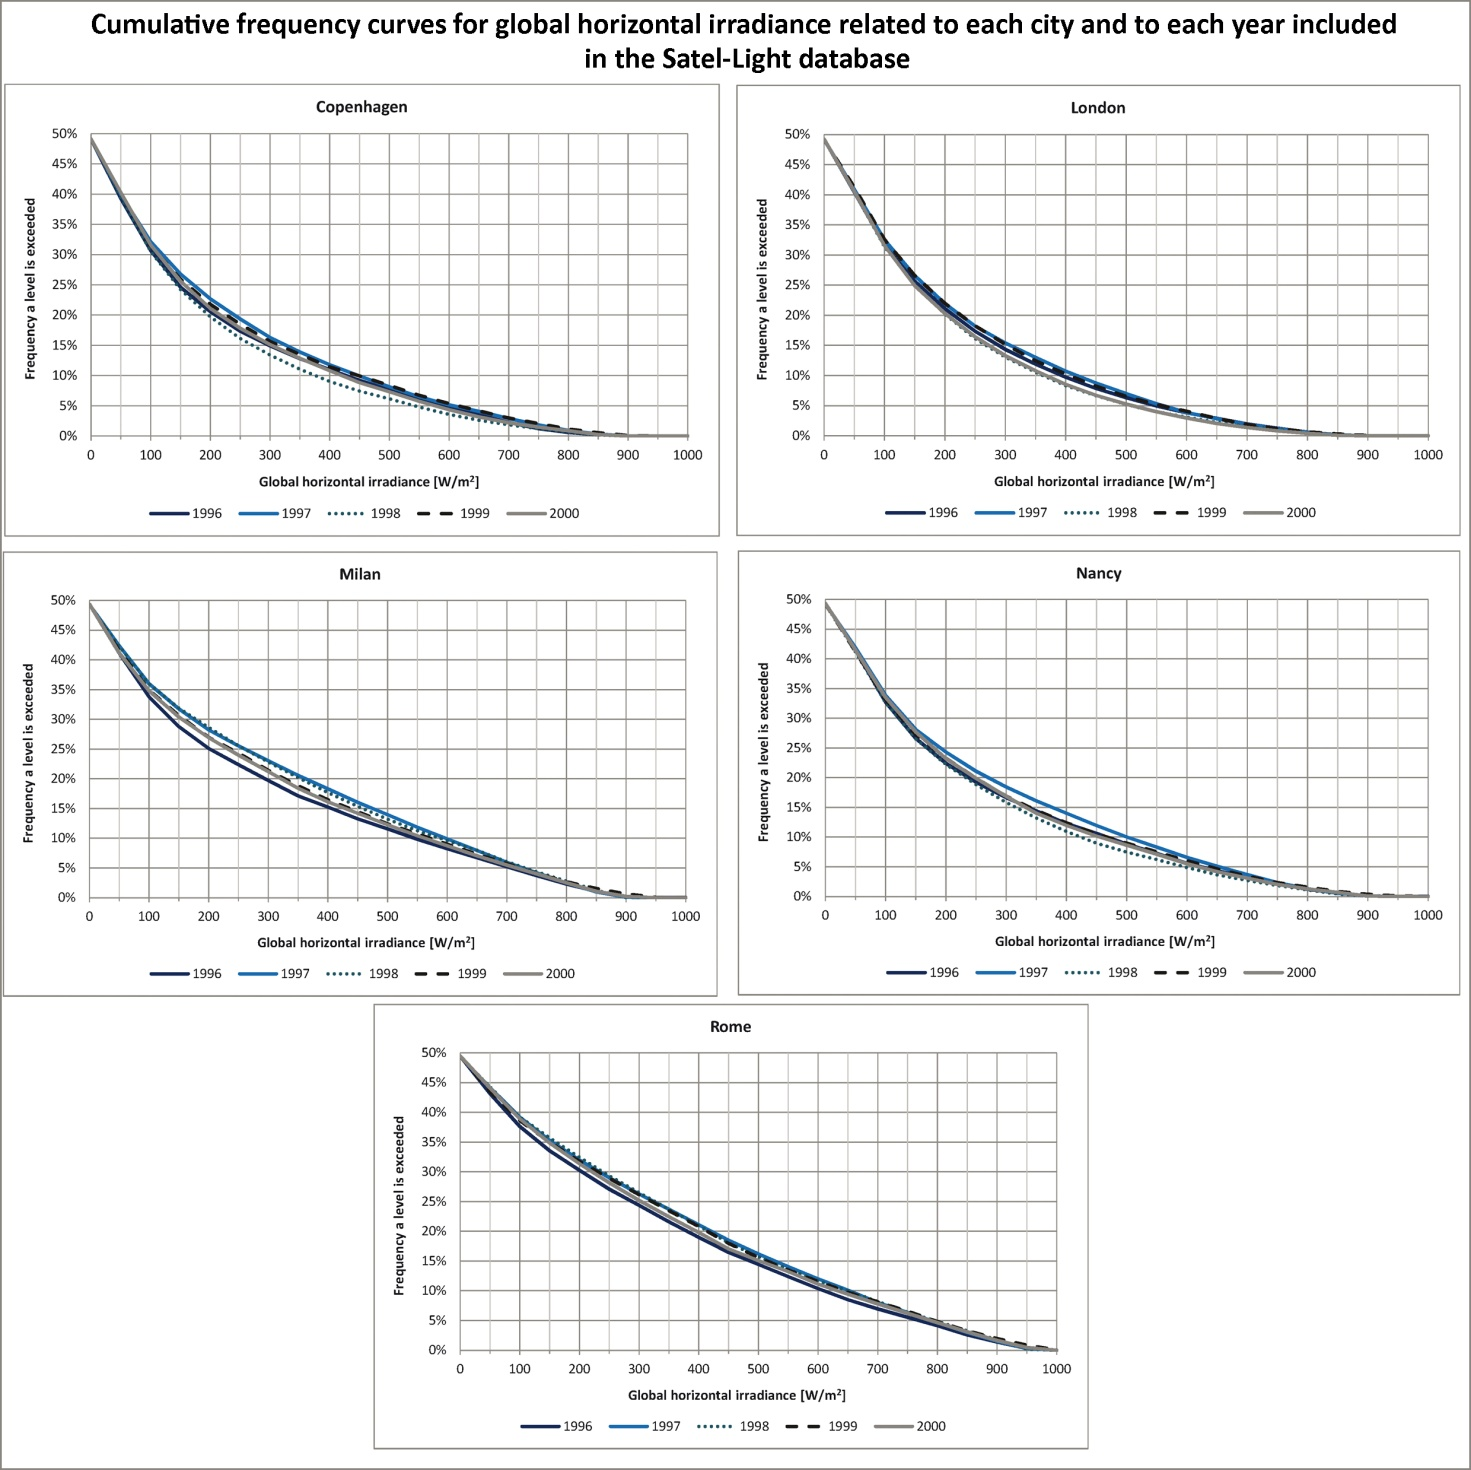 Cumulative frequency curves for global horizontal irradiance related to each city and to each year included
in the Satel-Light database
Copenhagen
Frequency a level is exceeded
50%
45%
40%
35%
30%
25%
20%
15%
10%
5%
0%
0 100 200 300 400 500 600 700 800 900 1000
Global horizontal irradiance [W/m²]
1996 1997 1998 1999 2000
London
Frequency a level is exceeded
50%
45%
40%
35%
30%
25%
20%
15%
10%
5%
0%
0 100 200 300 400 500 600 700 800 900 1000
Global horizontal irradiance [W/m²]
1996 1997 1998 1999 2000
Milan
Frequency a level is exceeded
50%
45%
40%
35%
30%
25%
20%
15%
10%
5%
0%
0 100 200 300 400 500 600 700 800 900 1000
Global horizontal irradiance [W/m²]
1996 1997 1998 1999 2000
Nancy
Frequency a level is exceeded
50%
45%
40%
35%
30%
25%
20%
15%
10%
5%
0%
0 100 200 300 400 500 600 700 800 900 1000
Global horizontal irradiance [W/m²]
1996 1997 1998 1999 2000
Rome
Frequency a level is exceeded
50%
45%
40%
35%
30%
25%
20%
15%
10%
5%
0%
0 100 200 300 400 500 600 700 800 900 1000
Global horizontal irradiance [W/m²]
1996 1997 1998 1999 2000